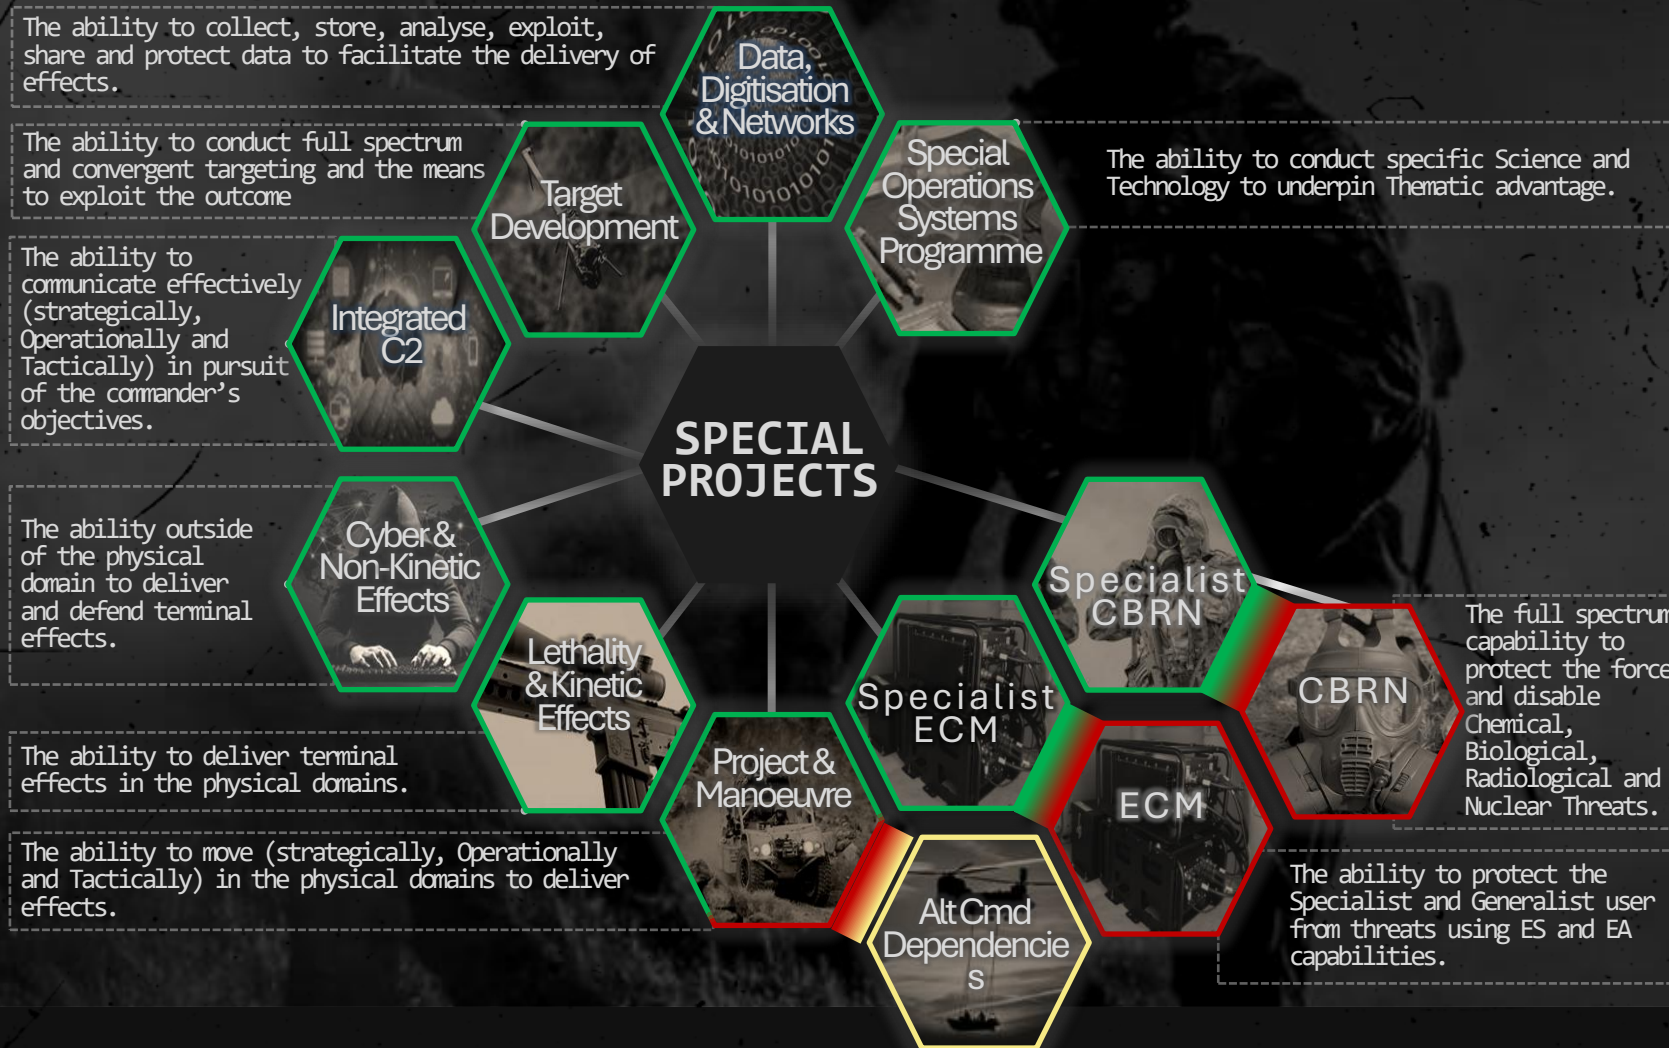 The ability to collect, store, analyse, exploit,
share and protect data to facilitate the delivery of
effects.
Data,
Digitisation
& Networks
The ability to conduct full spectrum
and convergent targeting and the means
to exploit the outcome
Target
Development
Special
Operations
Systems
Programme
The ability to conduct specific Science and
Technology to underpin Thematic advantage.
The ability to
communicate effectively
(strategically,
Operationally and
Tactically) in pursuit
of the commander's
objectives.
Integrated
C2
SPECIAL
PROJECTS
The ability outside
of the physical
domain to deliver
and defend terminal
effects.
Cyber &
Non-Kinetic
Effects
Specialist
CBRN
CBRN
The full spectrum
capability to
protect the force
and disable
Chemical,
Biological,
Radiological and
Nuclear Threats.
Lethality
& Kinetic
Effects
Specialist
ECM
The ability to deliver terminal
effects in the physical domains.
Project &
Manoeuvre
ECM
The ability to move (strategically, Operationally
and Tactically) in the physical domains to deliver
effects.
Alt Cmd
Dependencie
s
The ability to protect the
Specialist and Generalist user
from threats using ES and EA
capabilities.